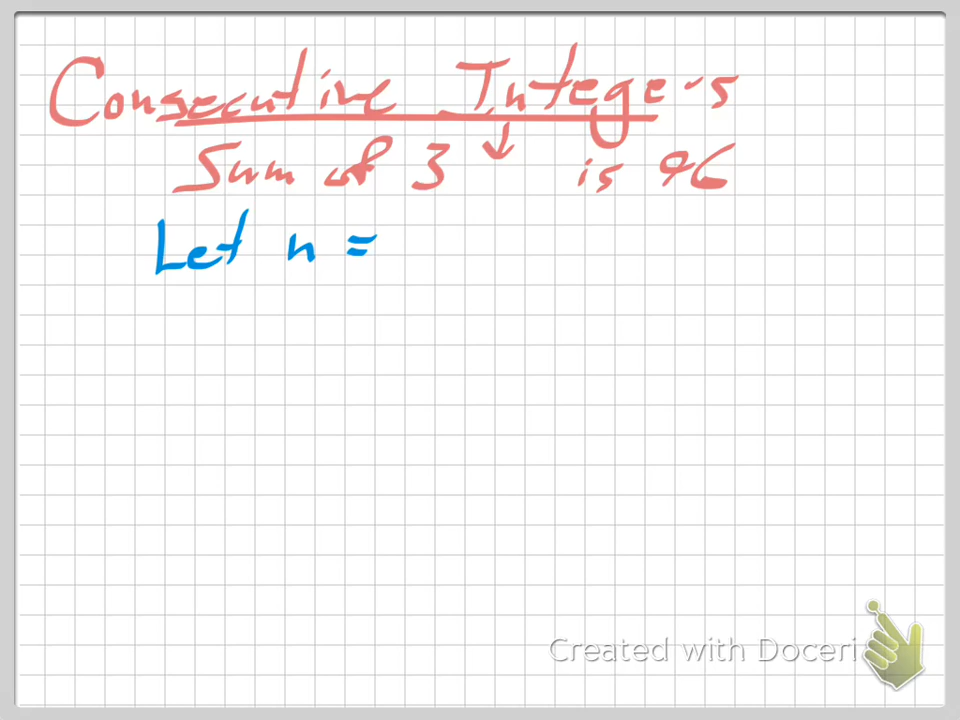 Consecutive Integers
Sum of 3 ↓ is 96
Let n =
Created with Doceri